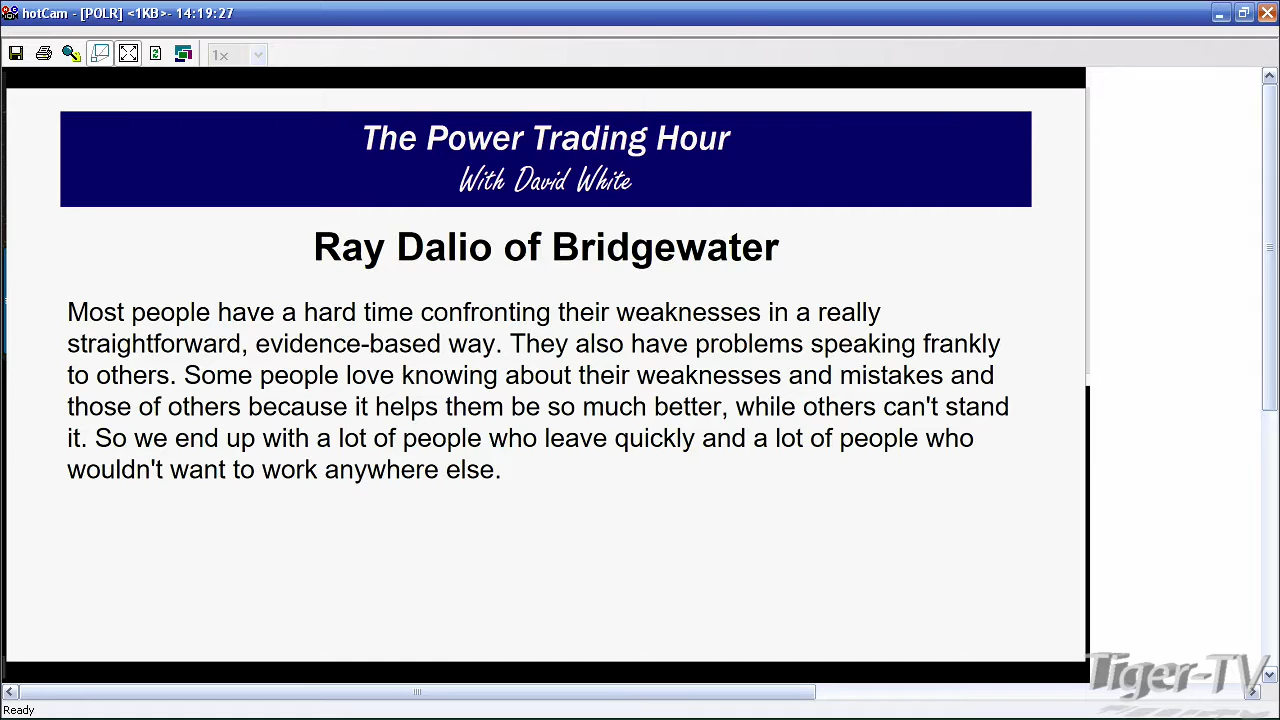 hotCam - [POLR] <1KB>- 14:19:27
1x
The Power Trading Hour
With David White
Ray Dalio of Bridgewater
Most people have a hard time confronting their weaknesses in a really
straightforward, evidence-based way. They also have problems speaking frankly
to others. Some people love knowing about their weaknesses and mistakes and
those of others because it helps them be so much better, while others can't stand
it. So we end up with a lot of people who leave quickly and a lot of people who
wouldn't want to work anywhere else.
Tiger-TV
Ready